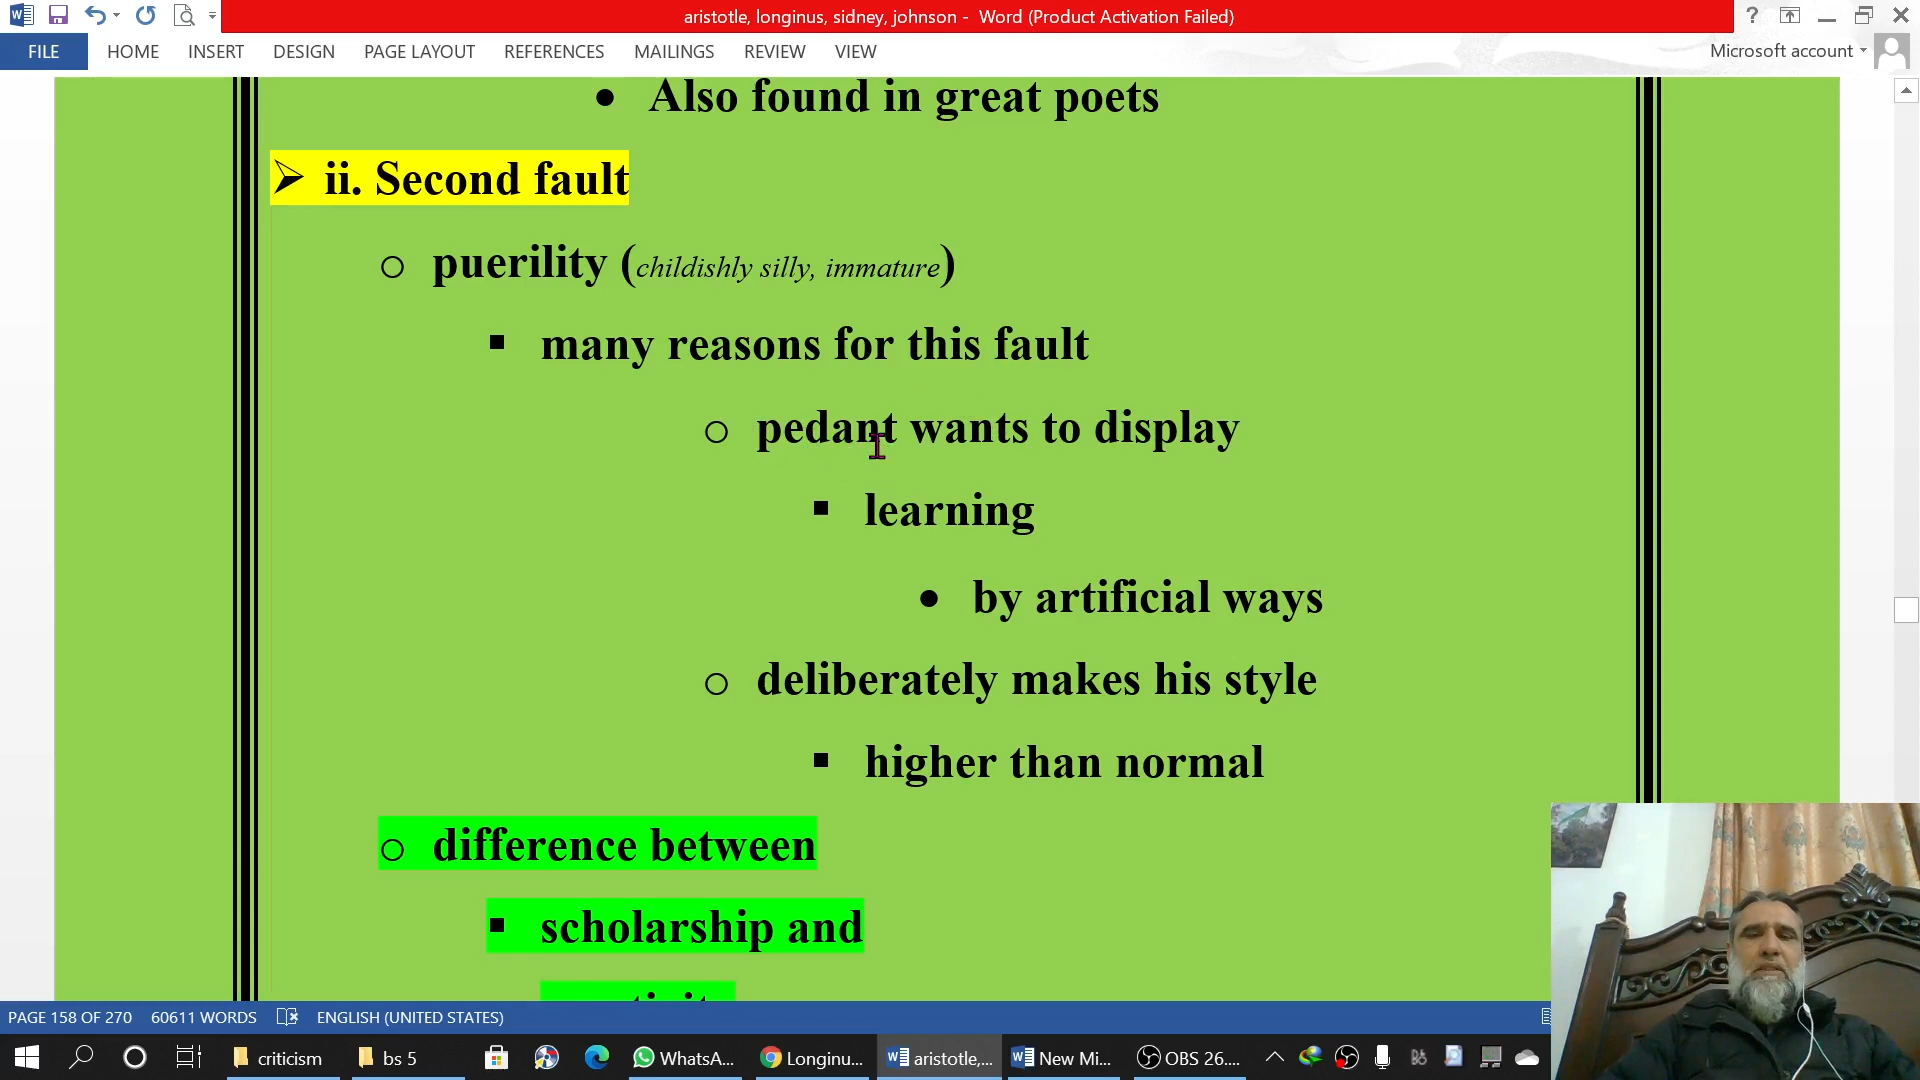 aristotle, longinus, sidney, johnson - Word (Product Activation Failed)
?
FILE HOME INSERT DESIGN PAGE LAYOUT REFERENCES MAILINGS REVIEW VIEW Microsoft account
• Also found in great poets
➢ ii. Second fault
o puerility (childishly silly, immature)
▪ many reasons for this fault
o pedant wants to display
▪ learning
• by artificial ways
o deliberately makes his style
▪ higher than normal
o difference between
▪ scholarship and
PAGE 158 OF 270 60611 WORDS ENGLISH (UNITED STATES)
criticism bs 5 WhatsA... Longinu... aristotle,... New Mi... OBS 26....